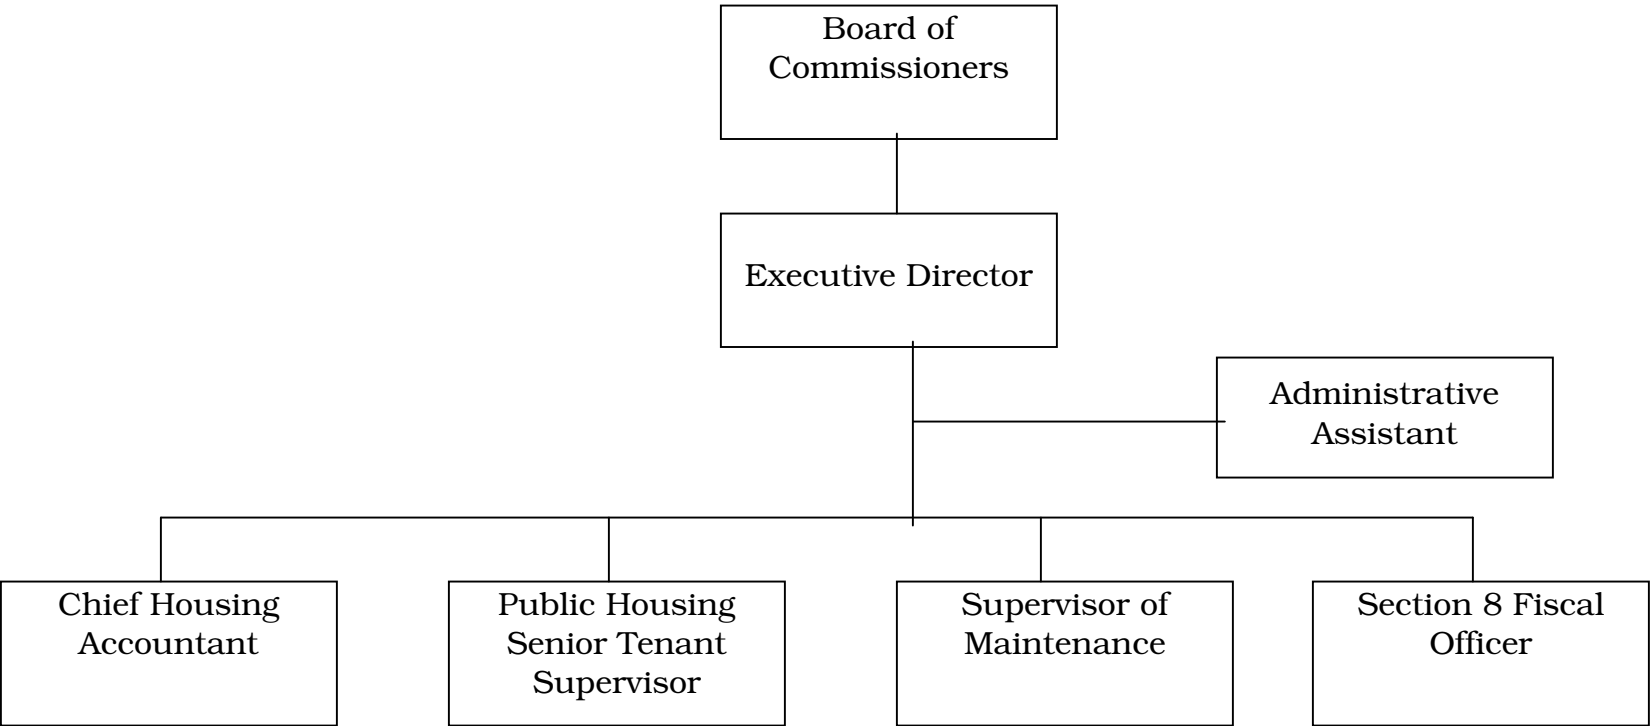 Board of
Commissioners
Executive Director
Administrative
Assistant
Chief Housing
Accountant
Public Housing
Senior Tenant
Supervisor
Supervisor of
Maintenance
Section 8 Fiscal
Officer